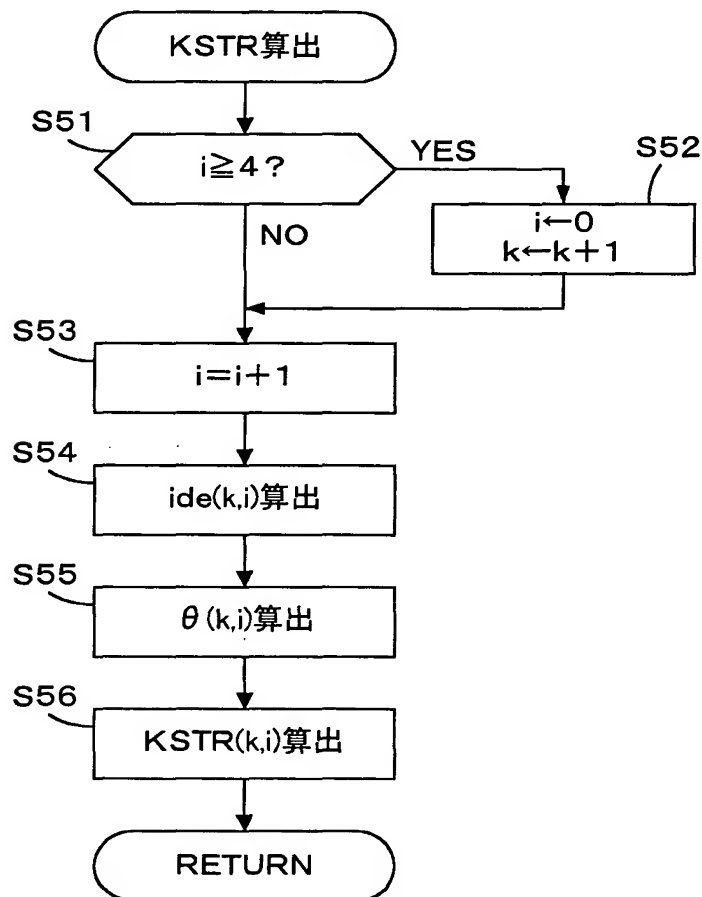 KSTR算出
S51
i≧4?
YES
S52
i←0
k←k+1
NO
S53
i=i+1
S54
ide(k,i)算出
S55
θ(k,i)算出
S56
KSTR(k,i)算出
RETURN